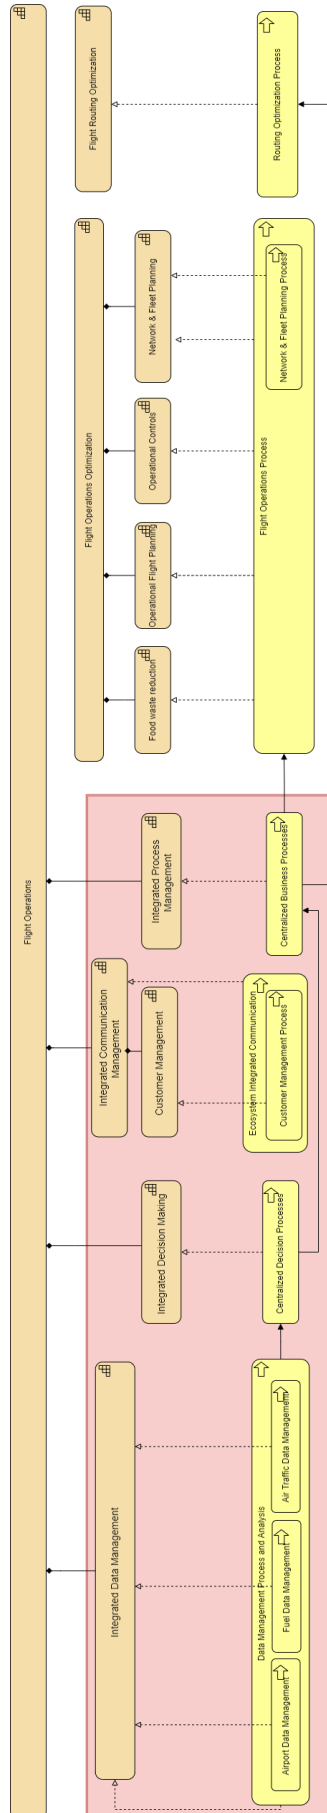 Flight Operations
Flight Routing Optimization
Routing Optimization Process
Flight Operations Optimization
Network & Fleet Planning
Network & Fleet Planning Process
Flight Operations Process
Operational Controls
Operational Flight Planning
Food waste reduction
Integrated Process
Management
Centralized Business Processes
Integrated Communication
Management
Customer Management
Ecosystem Integrated Communication
Customer Management Process
Integrated Decision Making
Centralized Decision Processes
Integrated Data Management
Data Management Process and Analysis
Air Traffic Data Management
Fuel Data Management
Airport Data Management